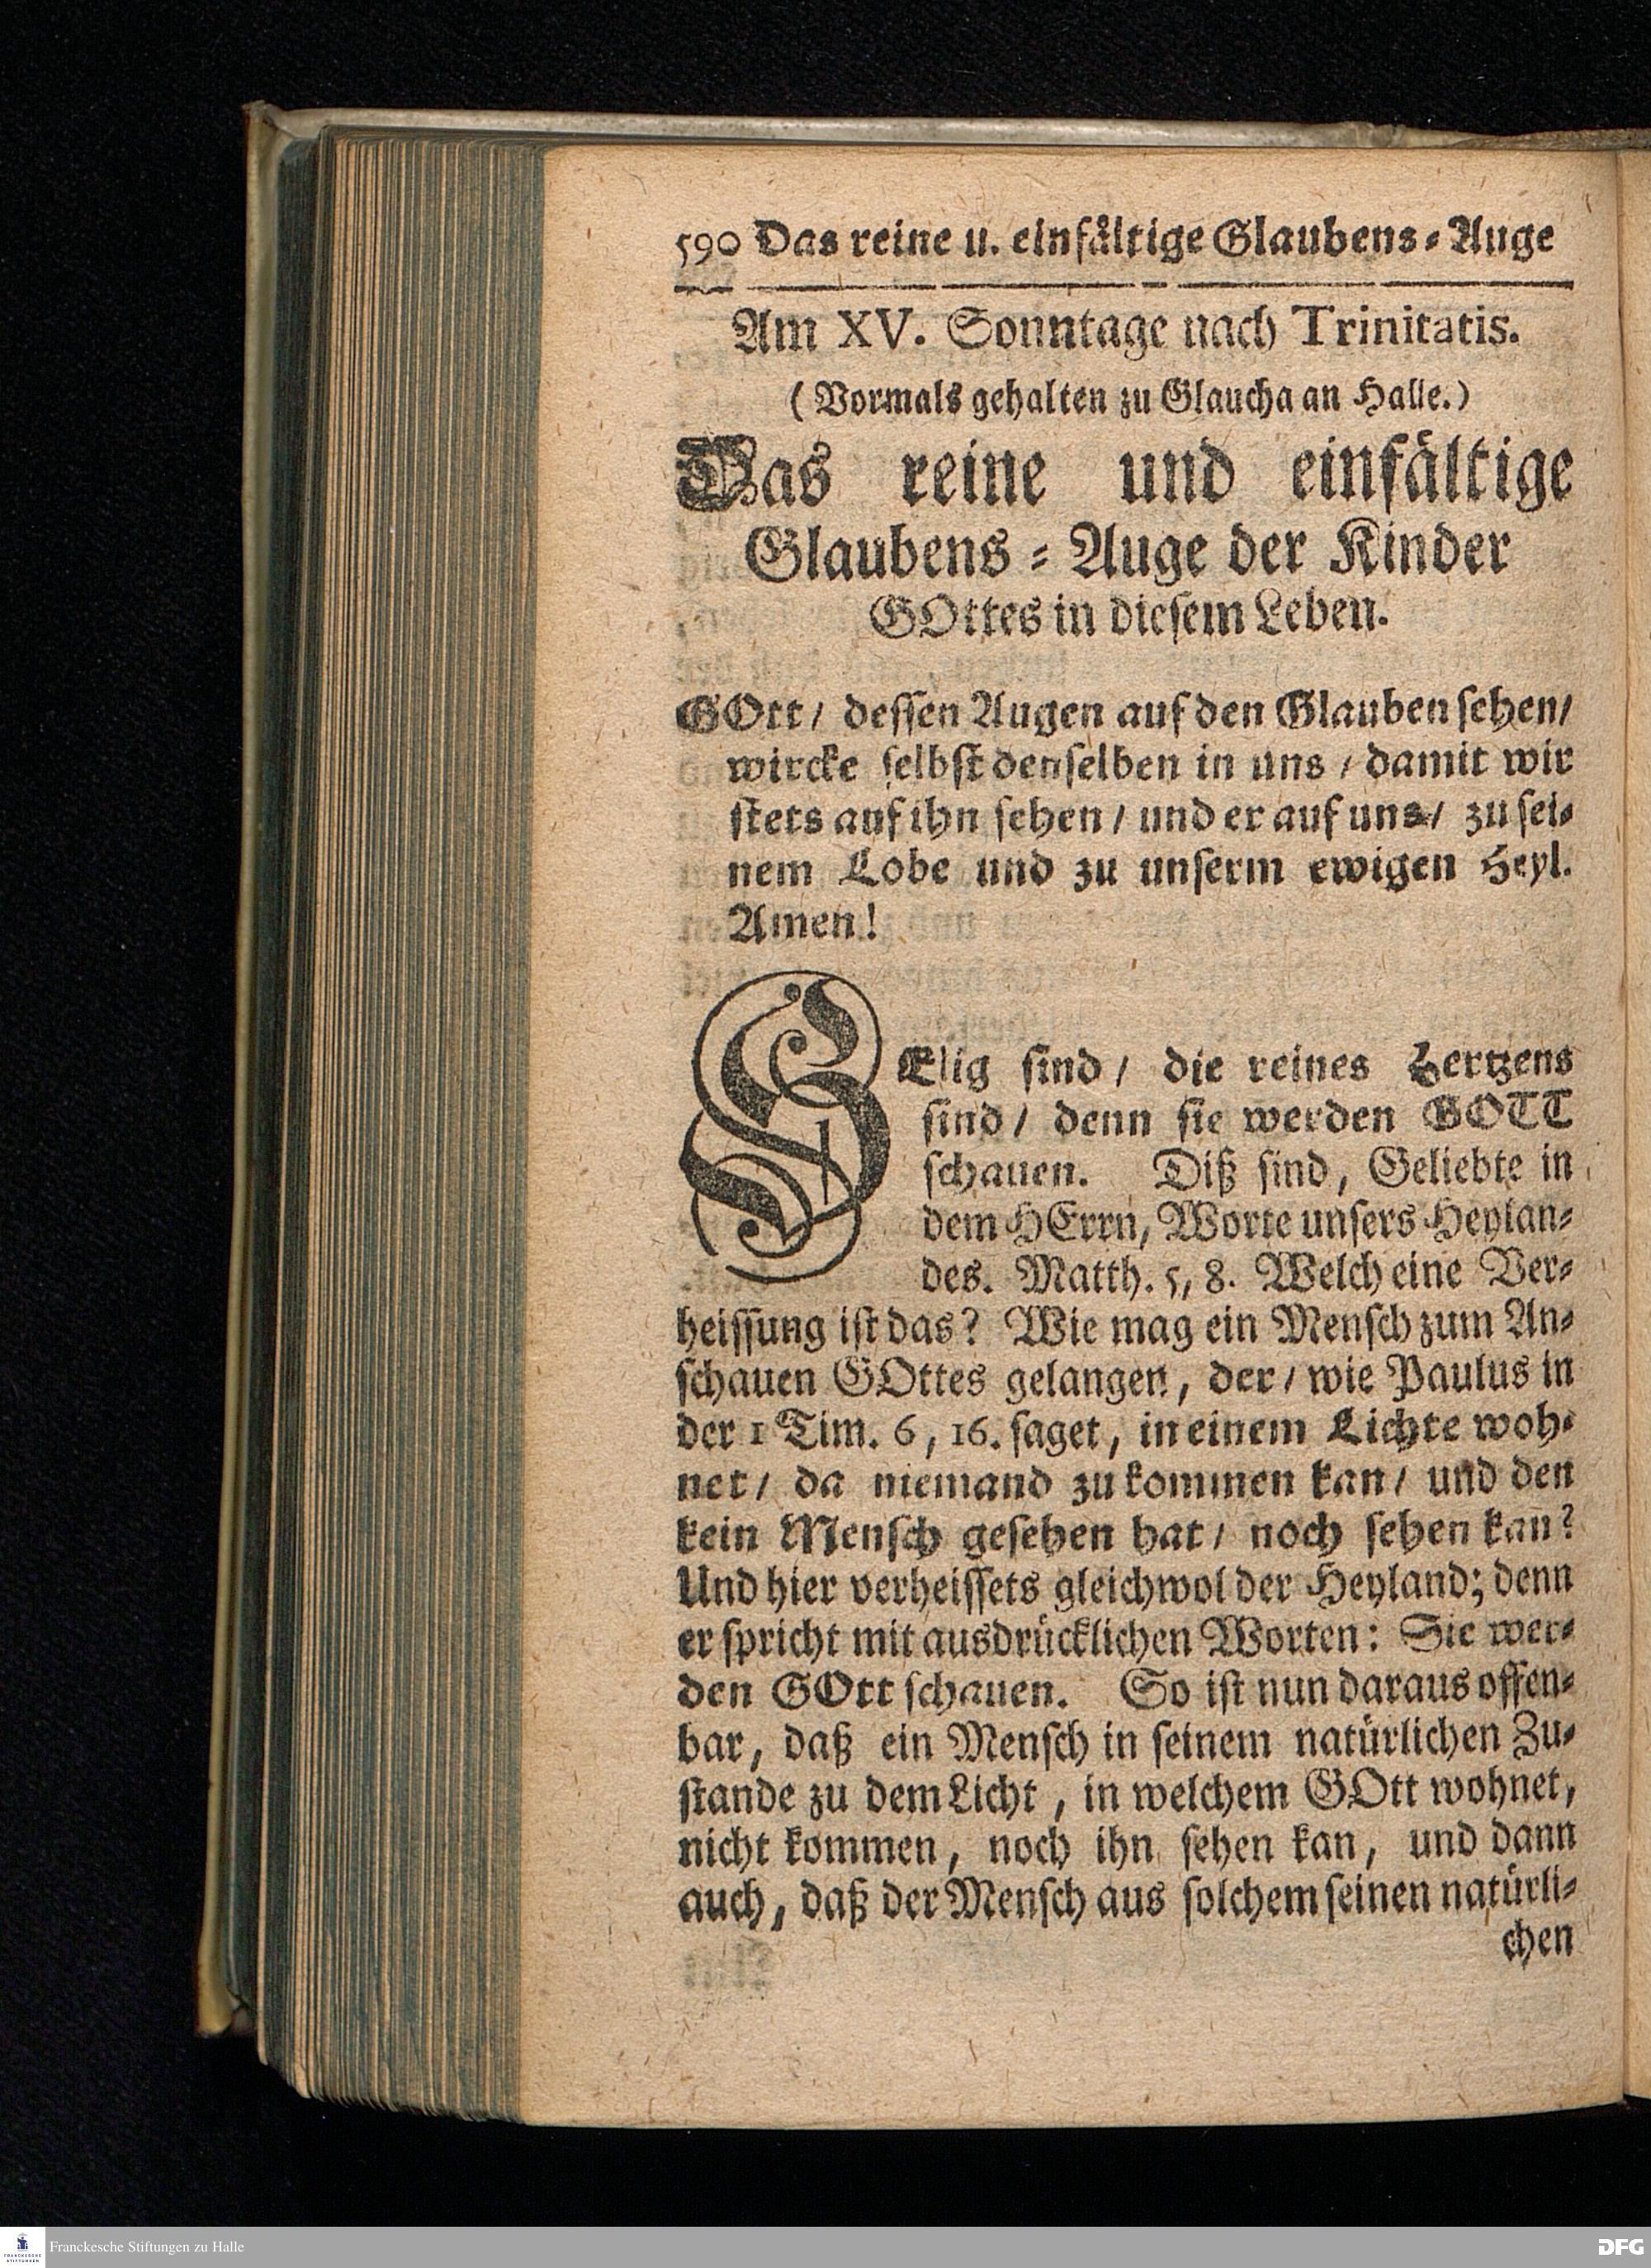 590 Das reine u. einfältige Glaubens-Auge
Am XV. Sonntage nach Trinitatis.
(Vormals gehalten zu Glaucha an Halle.)
Das reine und einfältige
Glaubens-Auge der Kinder
GOttes in diesem Leben.
GOtt/ dessen Augen auf den Glauben sehen/
wircke selbst denselben in uns/ damit wir
stets auf ihn sehen/ und er auf uns/ zu sei-
nem Lobe und zu unserm ewigen Heyl.
Amen!
SElig sind/ die reines Hertzens
sind/ denn sie werden GOTT
schauen. Diß sind, Geliebte in
dem HErrn, Worte unsers Heylan-
des. Matth. 5, 8. Welch eine Ver-
heissung ist das? Wie mag ein Mensch zum An-
schauen GOttes gelangen, der/ wie Paulus in
der 1 Tim. 6, 16. saget, in einem Lichte woh-
net/ da niemand zu kommen kan/ und den
kein Mensch gesehen hat/ noch sehen kan?
Und hier verheissets gleichwol der Heyland; denn
er spricht mit ausdrücklichen Worten: Sie wer-
den GOtt schauen. So ist nun daraus offen-
bar, daß ein Mensch in seinem natürlichen Zu-
stande zu dem Licht, in welchem GOtt wohnet,
nicht kommen, noch ihn sehen kan, und dann
auch, daß der Mensch aus solchem seinen natürli-
chen
FRANCKESCHE
STIFTUNGEN
Franckesche Stiftungen zu Halle
DFG